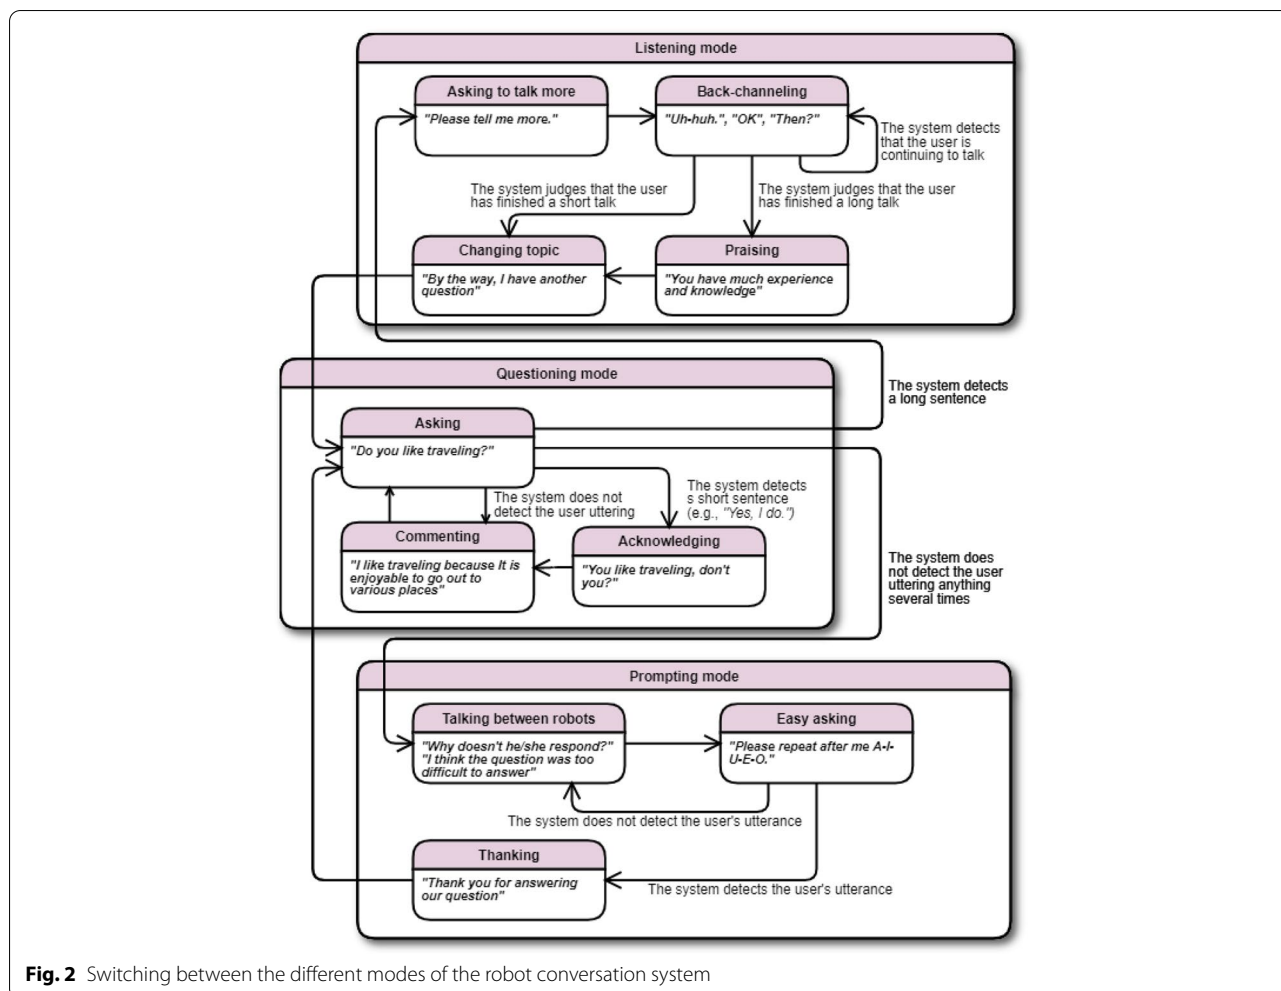 Listening mode
Asking to talk more
"Please tell me more."
Back-channeling
"Uh-huh.", "OK", "Then?"
The system detects
that the user is
continuing to talk
The system judges that the user
has finished a short talk
The system judges that the user
has finished a long talk
Changing topic
"By the way, I have another
question"
Praising
"You have much experience
and knowledge"
Questioning mode
The system detects
a long sentence
Asking
"Do you like traveling?"
The system does not
detect the user uttering
The system detects
s short sentence
(e.g., "Yes, I do.")
Commenting
"I like traveling because It is
enjoyable to go out to
various places"
Acknowledging
"You like traveling, don't
you?"
The system does
not detect the user
uttering anything
several times
Prompting mode
Talking between robots
"Why doesn't he/she respond?"
"I think the question was too
difficult to answer"
Easy asking
"Please repeat after me A-I-
U-E-O."
The system does not detect the user's utterance
Thanking
"Thank you for answering
our question"
The system detects the user's utterance
Fig. 2 Switching between the different modes of the robot conversation system